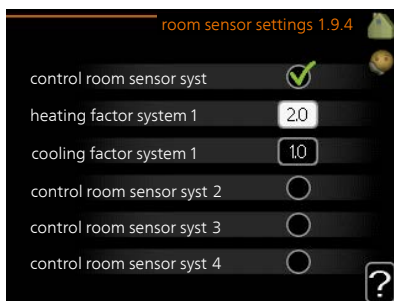 room sensor settings 1.9.4
control room sensor syst
heating factor system 1 2.0
cooling factor system 1 1.0
control room sensor syst 2
control room sensor syst 3
control room sensor syst 4
?